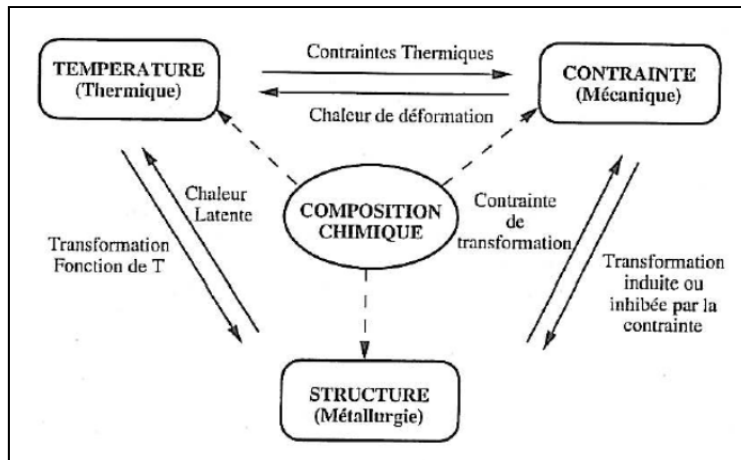 TEMPERATURE
(Thermique)
Contraintes Thermiques
Chaleur de déformation
CONTRAINTE
(Mécanique)
Chaleur
Latente
COMPOSITION
CHIMIQUE
Contrainte
de
transformation
Transformation
Fonction de T
Transformation
induite ou
inhibée par la
contrainte
STRUCTURE
(Métallurgie)